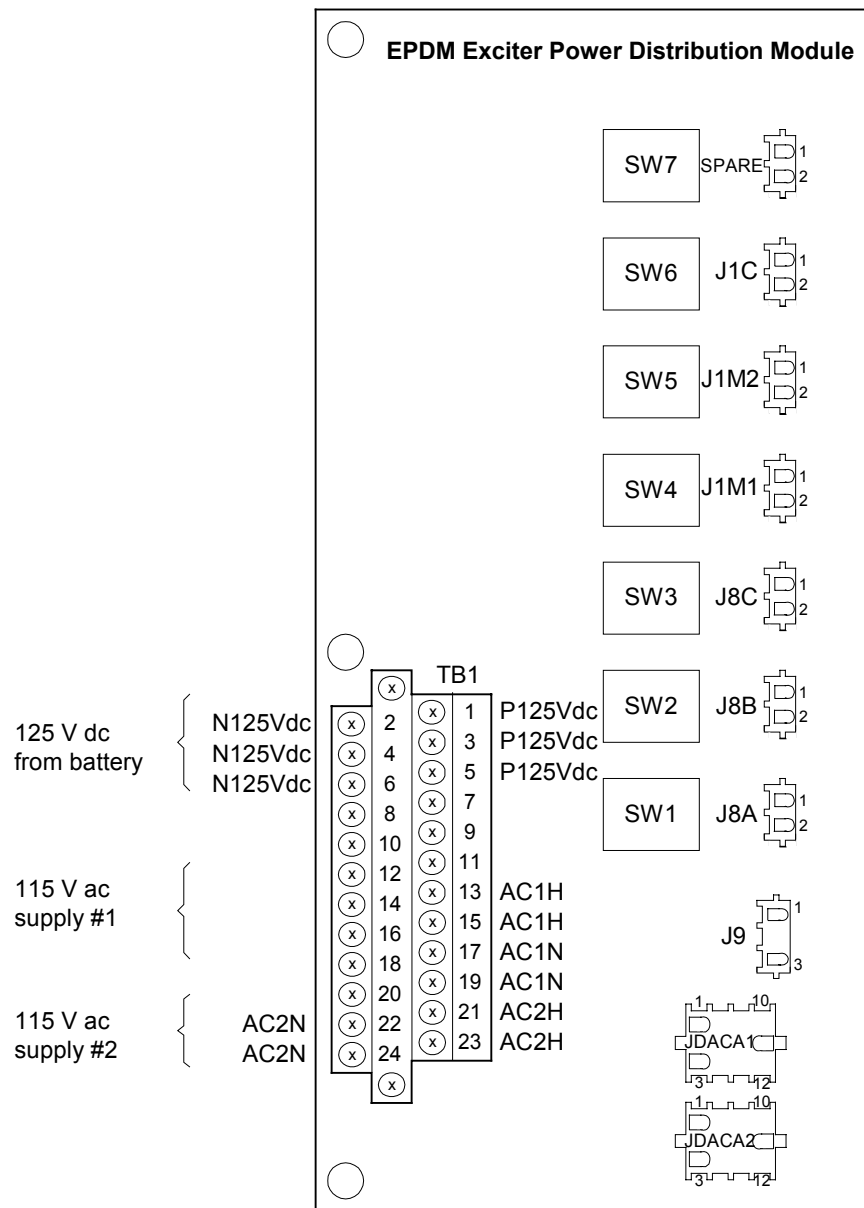 EPDM Exciter Power Distribution Module
SW7 SPARE 1
2
SW6 J1C 1
2
SW5 J1M2 1
2
SW4 J1M1 1
2
SW3 J8C 1
2
SW2 J8B 1
2
SW1 J8A 1
2
J9 1
3
JDACA1 1 10
3 12
JDACA2 1 10
3 12
TB1
x
x 1 P125Vdc
N125Vdc x 2
x 3 P125Vdc
N125Vdc x 4
x 5 P125Vdc
N125Vdc x 6
x 7
x 8
x 9
x 10
x 11
x 12
x 13 AC1H
x 14
x 15 AC1H
x 16
x 17 AC1N
x 18
x 19 AC1N
x 20
x 21 AC2H
AC2N x 22
x 23 AC2H
AC2N x 24
x
125 V dc
from battery
115 V ac
supply #1
115 V ac
supply #2